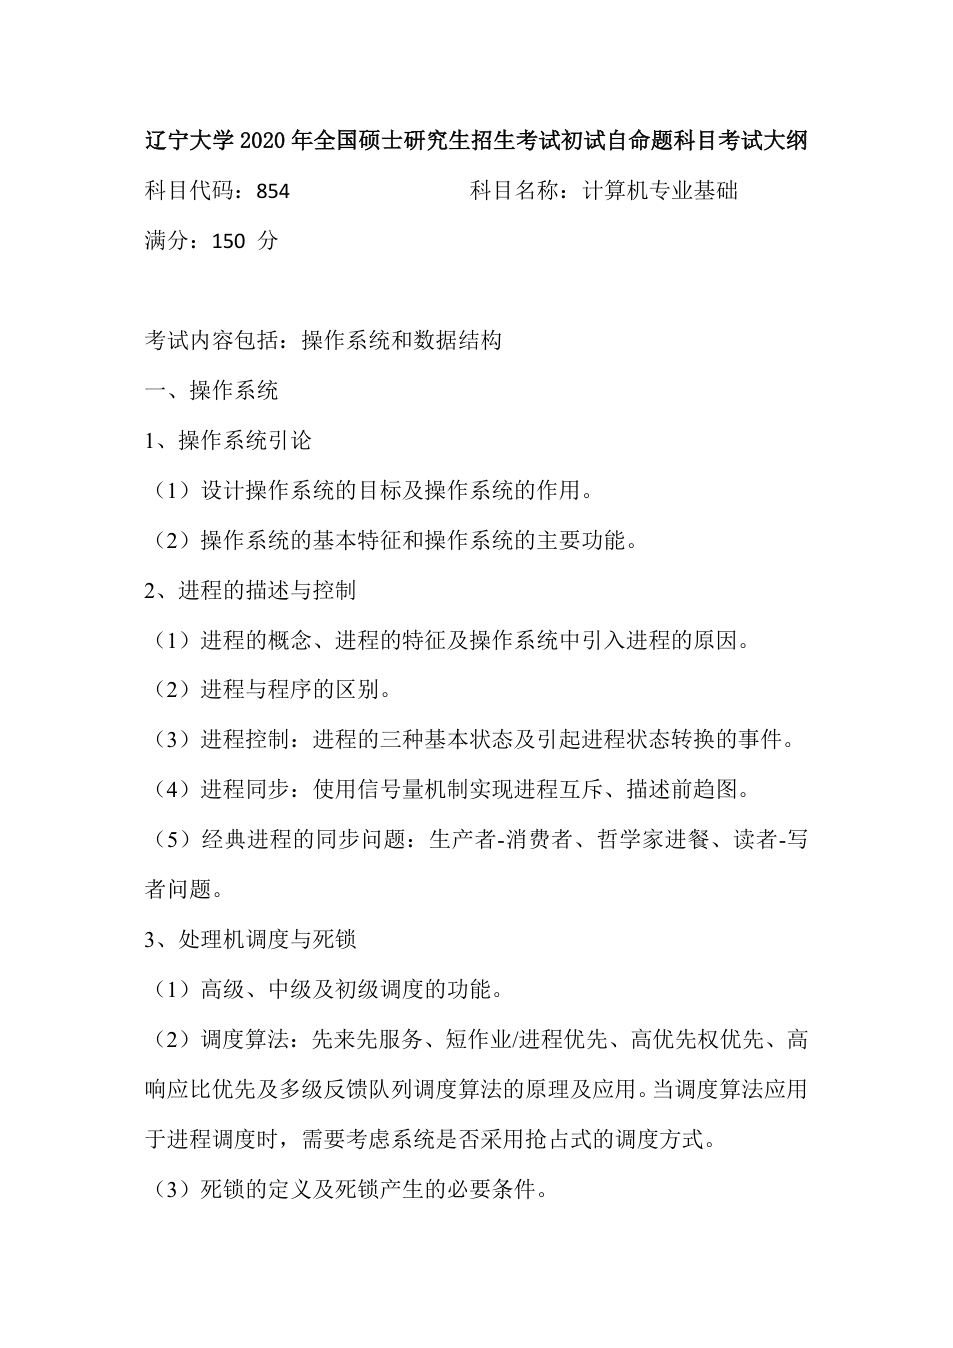 辽宁大学 2020 年全国硕士研究生招生考试初试自命题科目考试大纲
科目代码：854 科目名称：计算机专业基础
满分：150 分
考试内容包括：操作系统和数据结构
一、操作系统
1、操作系统引论
（1）设计操作系统的目标及操作系统的作用。
（2）操作系统的基本特征和操作系统的主要功能。
2、进程的描述与控制
（1）进程的概念、进程的特征及操作系统中引入进程的原因。
（2）进程与程序的区别。
（3）进程控制：进程的三种基本状态及引起进程状态转换的事件。
（4）进程同步：使用信号量机制实现进程互斥、描述前趋图。
（5）经典进程的同步问题：生产者-消费者、哲学家进餐、读者-写
者问题。
3、处理机调度与死锁
（1）高级、中级及初级调度的功能。
（2）调度算法：先来先服务、短作业/进程优先、高优先权优先、高
响应比优先及多级反馈队列调度算法的原理及应用。当调度算法应用
于进程调度时，需要考虑系统是否采用抢占式的调度方式。
（3）死锁的定义及死锁产生的必要条件。